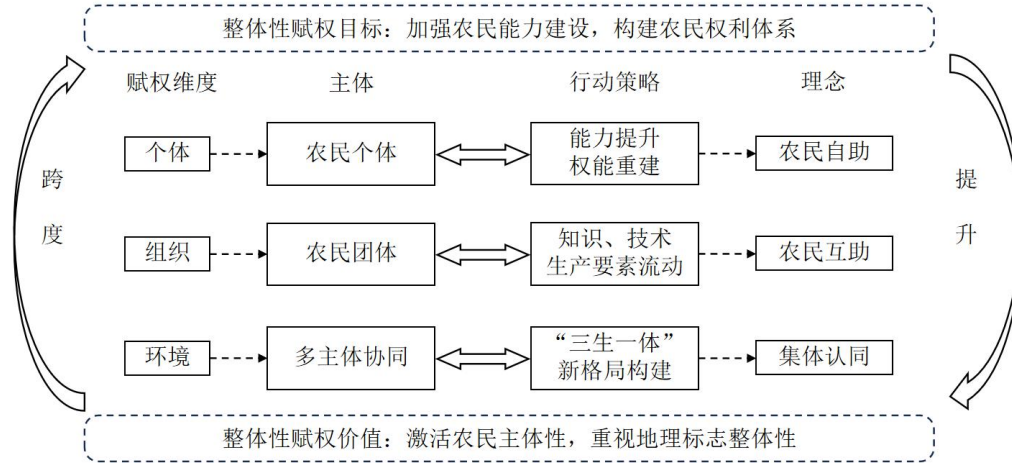 整体性赋权目标：加强农民能力建设，构建农民权利体系
赋权维度 主体 行动策略 理念
个体 农民个体 能力提升 农民自助
权能重建
跨
度
提
升
组织 农民团体 知识、技术 农民互助
生产要素流动
环境 多主体协同 “三生一体” 集体认同
新格局构建
整体性赋权价值：激活农民主体性，重视地理标志整体性